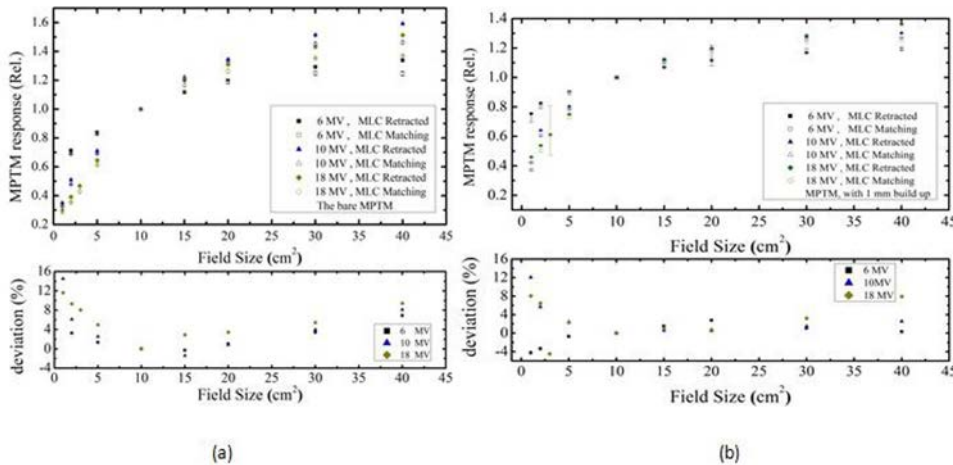 MPTM response (Rel.)
1.6
1.4
1.2
1.0
0.8
0.6
0.4
0.2
6 MV , MLC Retracted
6 MV , MLC Matching
10 MV , MLC Retracted
10 MV , MLC Matching
18 MV , MLC Retracted
18 MV , MLC Matching
The bare MPTM
0 5 10 15 20 25 30 35 40 45
Field Size (cm²)
deviation (%)
16
12
8
4
0
-4
6 MV
10 MV
18 MV
0 5 10 15 20 25 30 35 40 45
Field Size (cm²)
(a)
MPTM response (Rel.)
1.2
1.0
0.8
0.6
0.4
0.2
6 MV , MLC Retracted
6 MV , MLC Matching
10 MV , MLC Retracted
10 MV , MLC Matching
18 MV , MLC Retracted
18 MV , MLC Matching
MPTM, with 1 mm build up
0 5 10 15 20 25 30 35 40 45
Field Size (cm²)
deviation (%)
16
12
8
4
0
-4
6 MV
10MV
18 MV
0 5 10 15 20 25 30 35 40 45
Field Size (cm²)
(b)